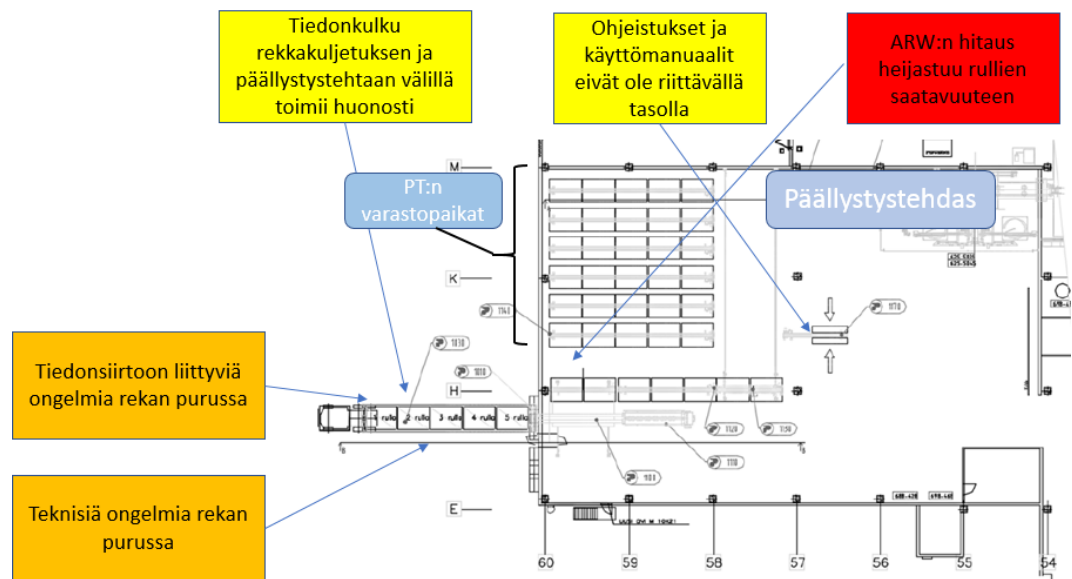 Tiedonkulku
rekkakuljetuksen ja
päällystystehtaan välillä
toimii huonosti
Ohjeistukset ja
käyttömanuaalit
eivät ole riittävällä
tasolla
ARW:n hitaus
heijastuu rullien
saatavuuteen
M
PT:n
varastopaikat
Päällystystehdas
K
1140
1170
1030
1010
Tiedonsiirtoon liittyviä
ongelmia rekan purussa
H
1 rulla
2 rulla
3 rulla
4 rulla
5 rulla
1120
1130
1110
1100
Teknisiä ongelmia rekan
purussa
E
60
59
58
57
56
55
54